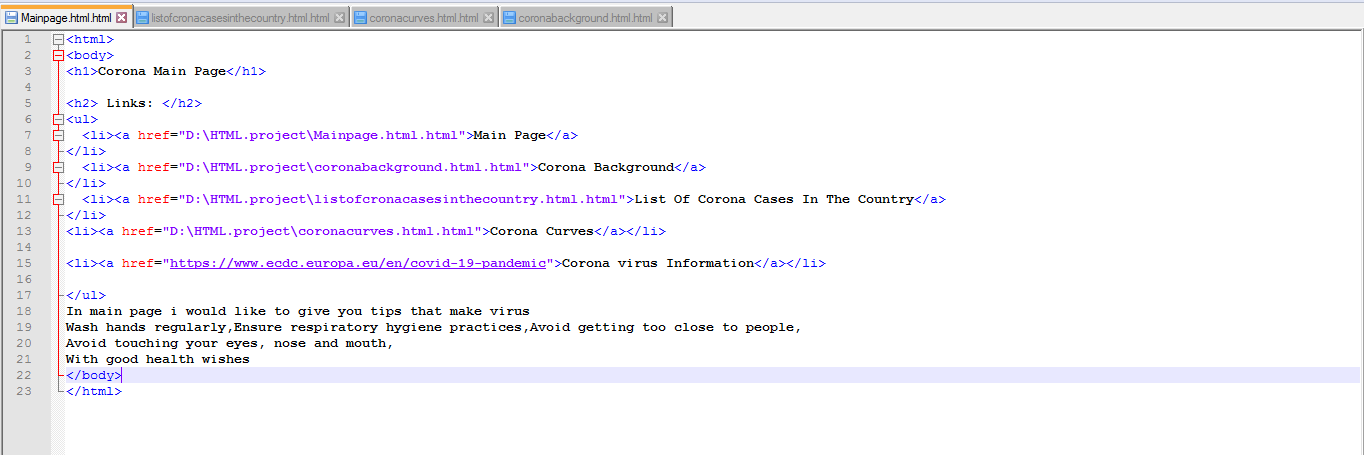 Mainpage.html.html listofcronacasesinthecountry.html.html coronacurves.html.html coronabackground.html.html
1 <html>
2 <body>
3 <h1>Corona Main Page</h1>
4
5 <h2> Links: </h2>
6 <ul>
7 <li><a href="D:\HTML.project\Mainpage.html.html">Main Page</a>
8 </li>
9 <li><a href="D:\HTML.project\coronabackground.html.html">Corona Background</a>
10 </li>
11 <li><a href="D:\HTML.project\listofcronacasesinthecountry.html.html">List Of Corona Cases In The Country</a>
12 </li>
13 <li><a href="D:\HTML.project\coronacurves.html.html">Corona Curves</a></li>
14
15 <li><a href="https://www.ecdc.europa.eu/en/covid-19-pandemic">Corona virus Information</a></li>
16
17 </ul>
18 In main page i would like to give you tips that make virus
19 Wash hands regularly,Ensure respiratory hygiene practices,Avoid getting too close to people,
20 Avoid touching your eyes, nose and mouth,
21 With good health wishes
22 </body>
23 </html>